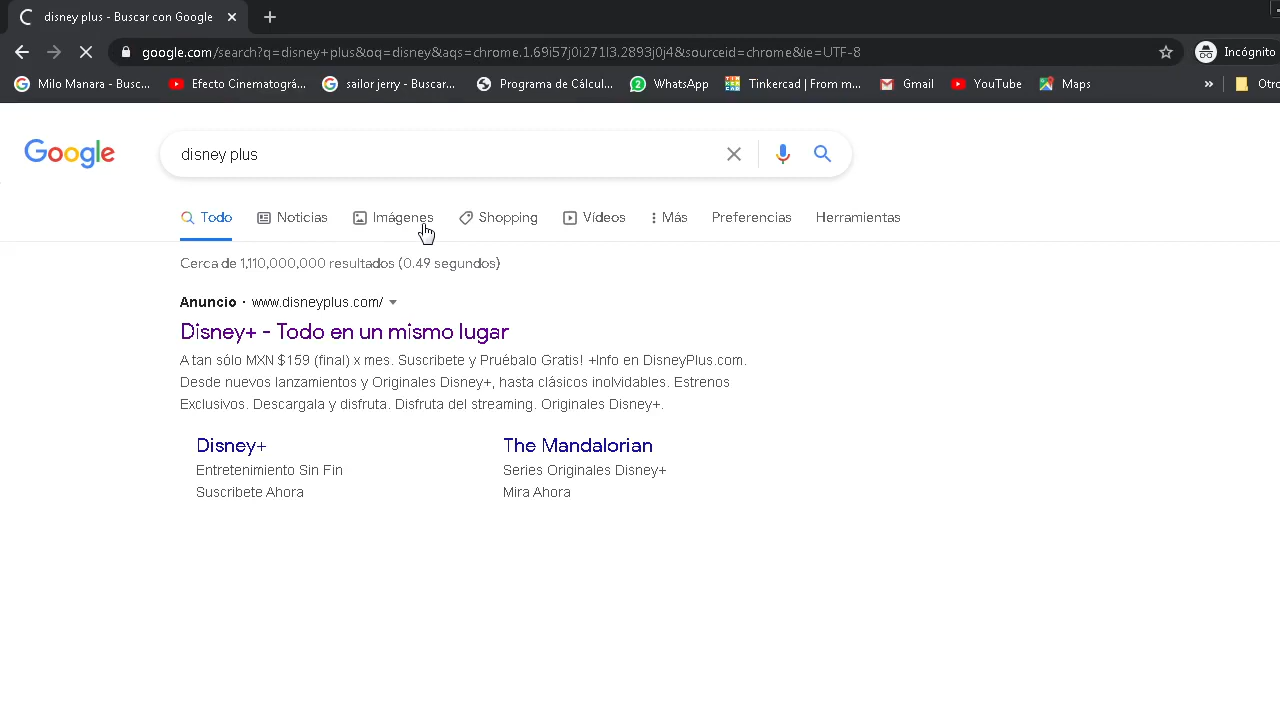 disney plus - Buscar con Google
google.com/search?q=disney+plus&oq=disney&aqs=chrome.1.69i57j0i271l3.2893j0j4&sourceid=chrome&ie=UTF-8
Incógnito
Milo Manara - Busc... Efecto Cinematográ... sailor jerry - Buscar... Programa de Cálcul... WhatsApp Tinkercad | From m... Gmail YouTube Maps » Otro
Google
disney plus
Todo Noticias Imágenes Shopping Vídeos Más Preferencias Herramientas
Cerca de 1,110,000,000 resultados (0.49 segundos)
Anuncio · www.disneyplus.com/
Disney+ - Todo en un mismo lugar
A tan sólo MXN $159 (final) x mes. Suscribete y Pruébalo Gratis! +Info en DisneyPlus.com.
Desde nuevos lanzamientos y Originales Disney+, hasta clásicos inolvidables. Estrenos
Exclusivos. Descargala y disfruta. Disfruta del streaming. Originales Disney+.
Disney+ The Mandalorian
Entretenimiento Sin Fin Series Originales Disney+
Suscribete Ahora Mira Ahora